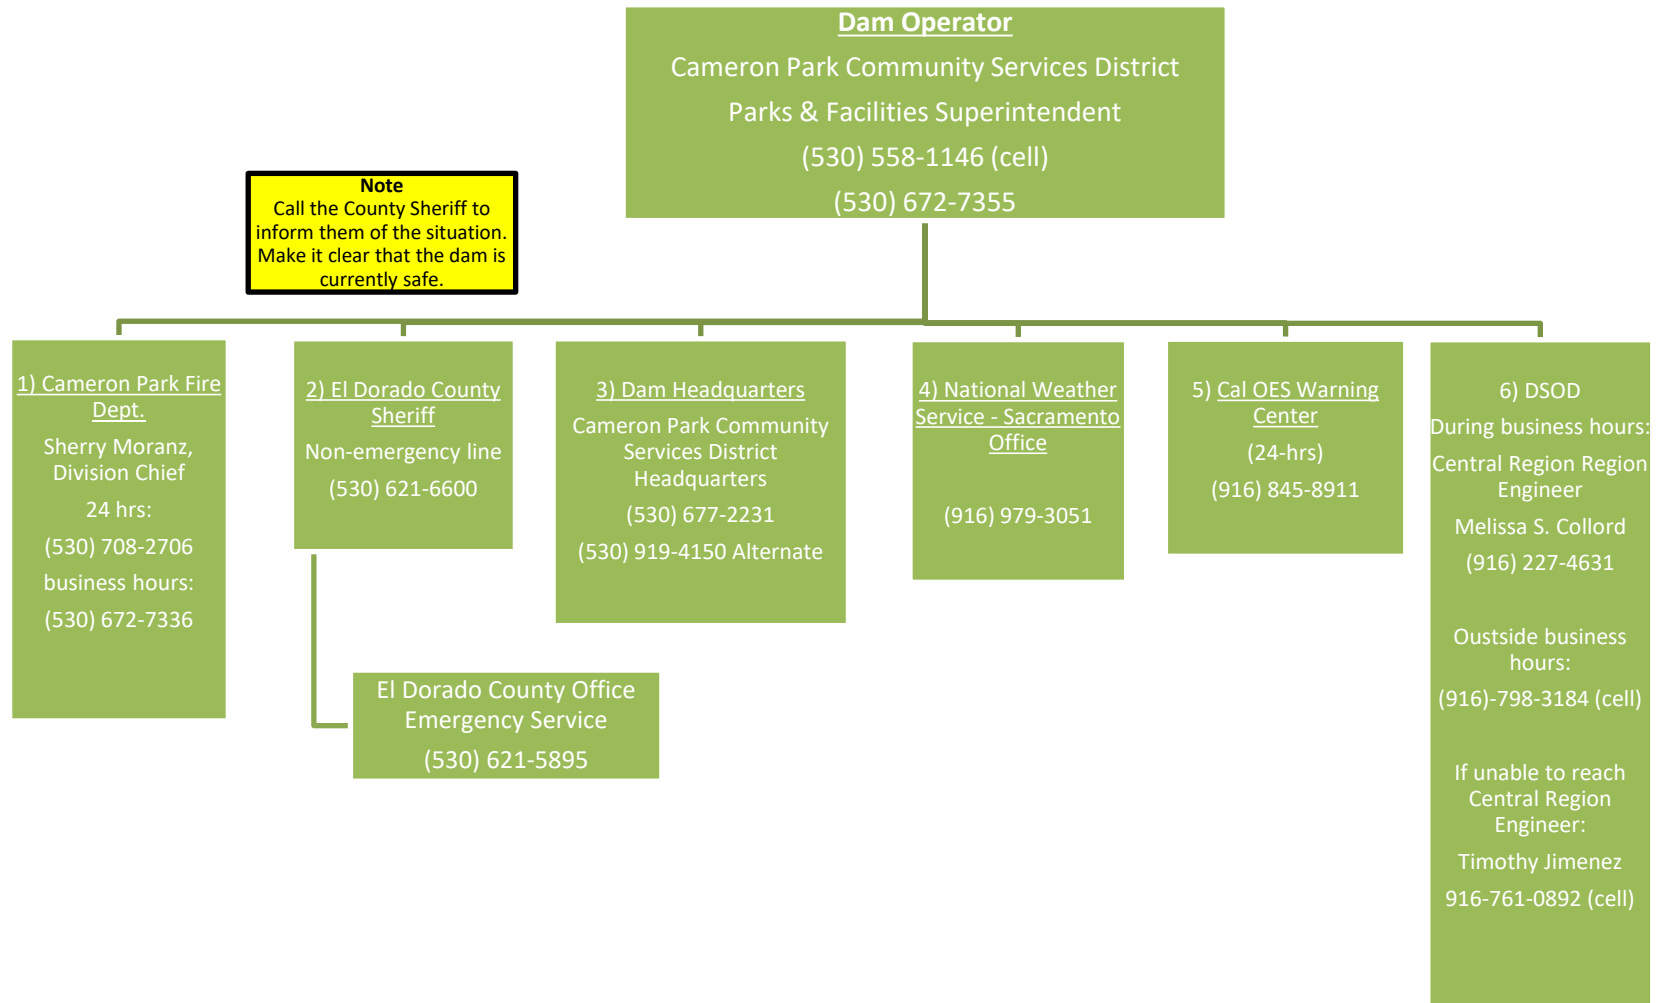 Dam Operator
Cameron Park Community Services District
Parks & Facilities Superintendent
(530) 558-1146 (cell)
(530) 672-7355
Note
Call the County Sheriff to
inform them of the situation.
Make it clear that the dam is
currently safe.
1) Cameron Park Fire
Dept.
Sherry Moranz,
Division Chief
24 hrs:
(530) 708-2706
business hours:
(530) 672-7336
2) El Dorado County
Sheriff
Non-emergency line
(530) 621-6600
El Dorado County Office
Emergency Service
(530) 621-5895
3) Dam Headquarters
Cameron Park Community
Services District
Headquarters
(530) 677-2231
(530) 919-4150 Alternate
4) National Weather
Service - Sacramento
Office
(916) 979-3051
5) Cal OES Warning
Center
(24-hrs)
(916) 845-8911
6) DSOD
During business hours:
Central Region Region
Engineer
Melissa S. Collord
(916) 227-4631
Oustside business
hours:
(916)-798-3184 (cell)
If unable to reach
Central Region
Engineer:
Timothy Jimenez
916-761-0892 (cell)